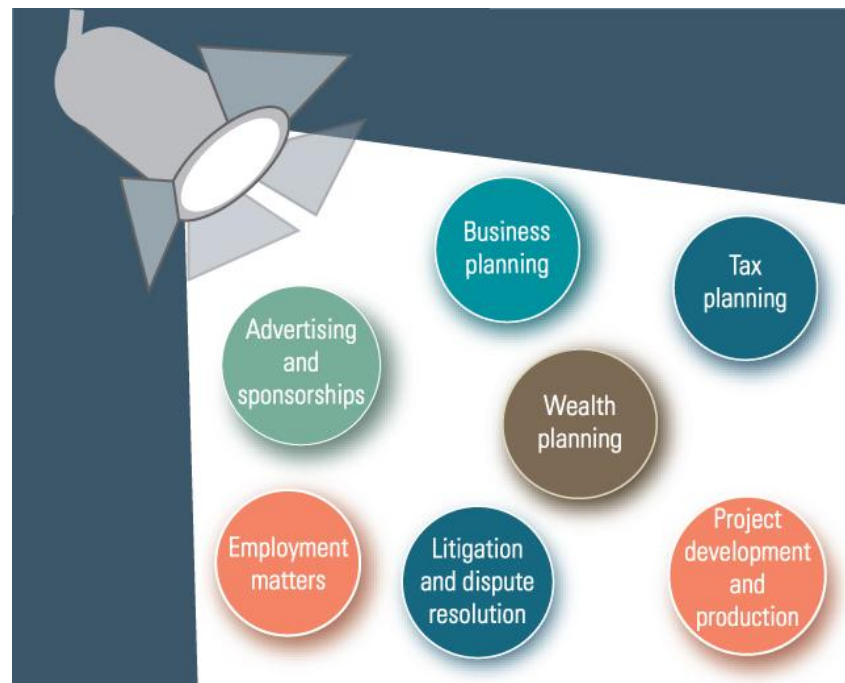 Business
planning
Tax
planning
Advertising
and
sponsorships
Wealth
planning
Employment
matters
Litigation
and dispute
resolution
Project
development
and
production